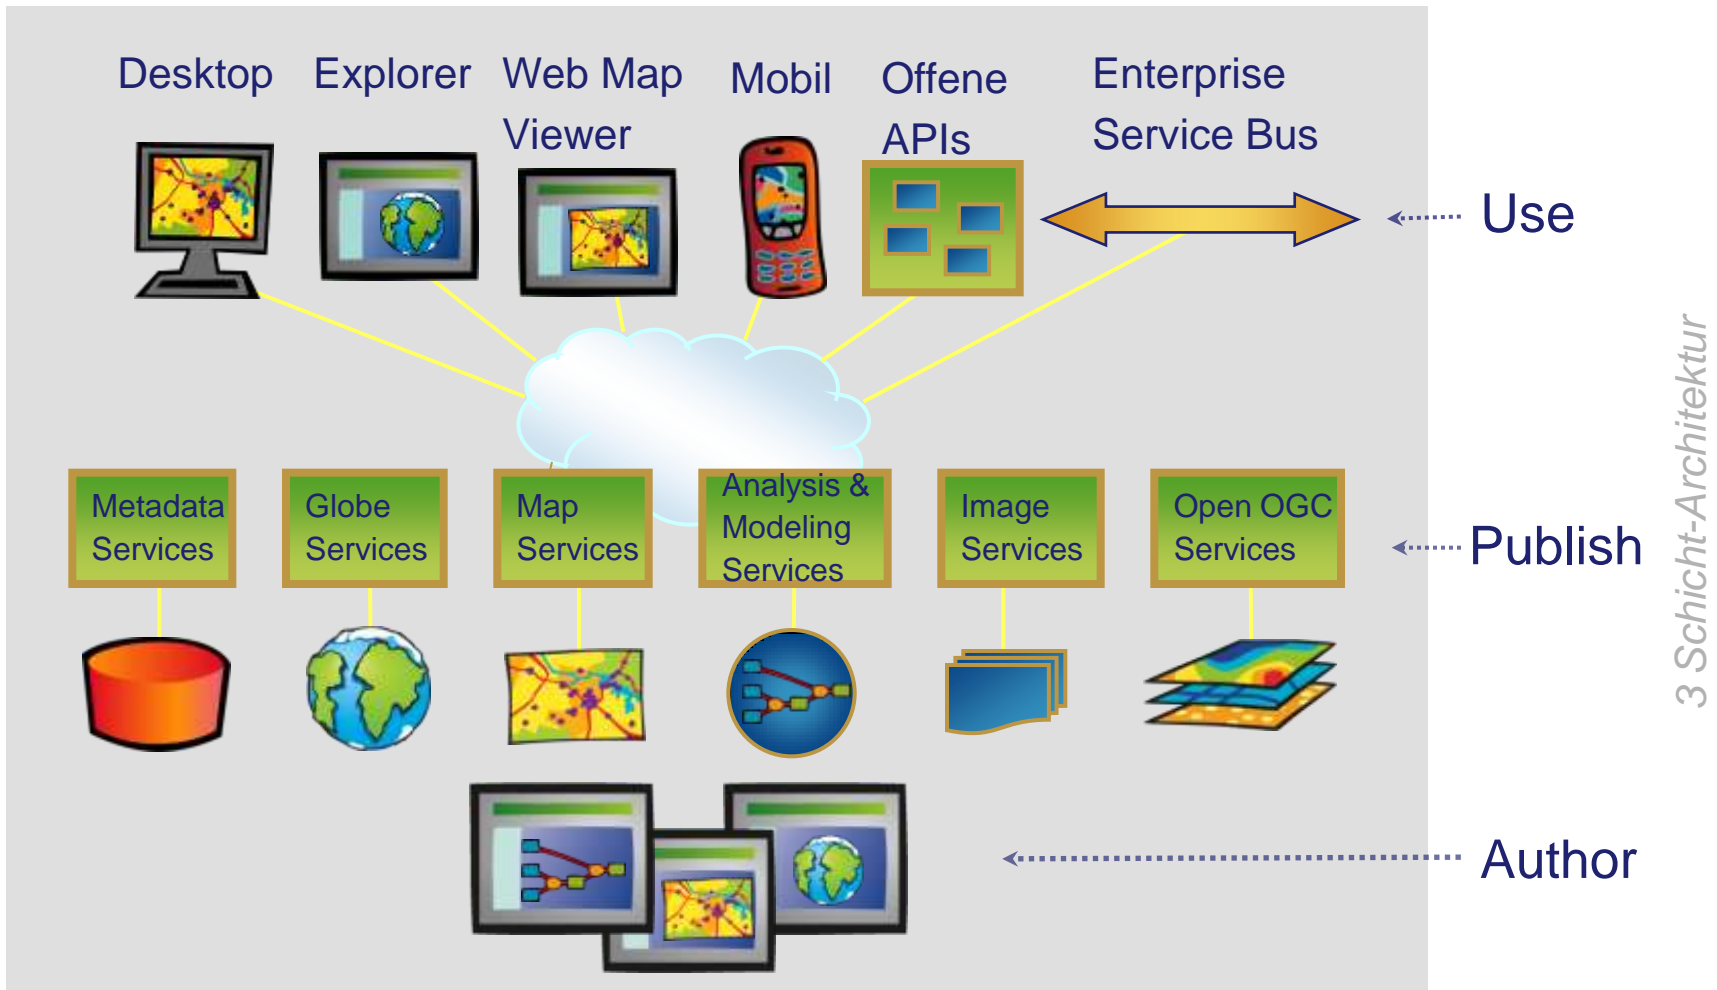 Desktop
Explorer
Web Map
Viewer
Mobil
Offene
APIs
Enterprise
Service Bus
Use
Metadata
Services
Globe
Services
Map
Services
Analysis &
Modeling
Services
Image
Services
Open OGC
Services
Publish
Author
3 Schicht-Architektur